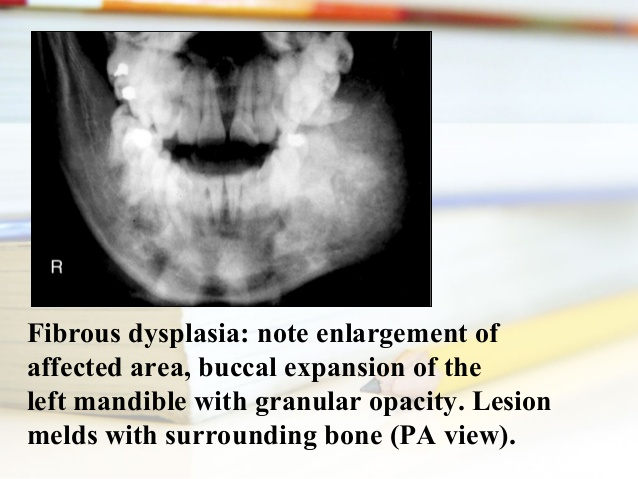 R
Fibrous dysplasia: note enlargement of
affected area, buccal expansion of the
left mandible with granular opacity. Lesion
melds with surrounding bone (PA view).